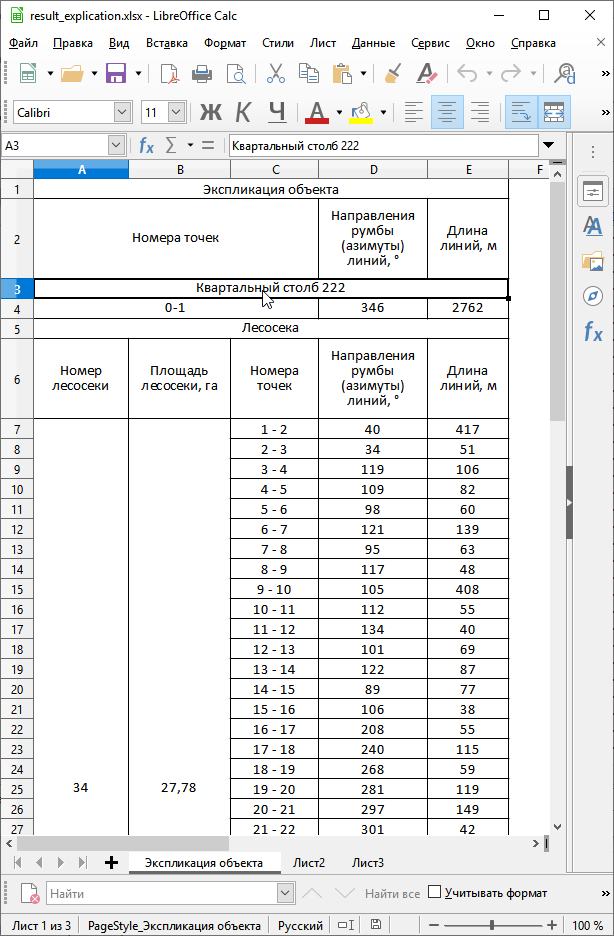 result_explication.xlsx - LibreOffice Calc
Файл Правка Вид Вставка Формат Стили Лист Данные Сервис Окно Справка
Calibri 11 Ж К Ч А
A3 fx Σ = Квартальный столб 222
A B C D E F
1 Экспликация объекта
2 Номера точек Направления румбы (азимуты) линий, ° Длина линий, м
3 Квартальный столб 222
4 0-1 346 2762
5 Лесосека
6 Номер лесосеки Площадь лесосеки, га Номера точек Направления румбы (азимуты) линий, ° Длина линий, м
7 1 - 2 40 417
8 2 - 3 34 51
9 3 - 4 119 106
10 4 - 5 109 82
11 5 - 6 98 60
12 6 - 7 121 139
13 7 - 8 95 63
14 8 - 9 117 48
15 9 - 10 105 408
16 10 - 11 112 55
17 11 - 12 134 40
18 12 - 13 101 69
19 13 - 14 122 87
20 14 - 15 89 77
21 15 - 16 106 38
22 16 - 17 208 55
23 17 - 18 240 115
24 18 - 19 268 59
25 34 27,78 19 - 20 281 119
26 20 - 21 297 149
27 21 - 22 301 42
Экспликация объекта Лист2 Лист3
Найти Найти все Учитывать формат
Лист 1 из 3 PageStyle_Экспликация объекта Русский 100 %